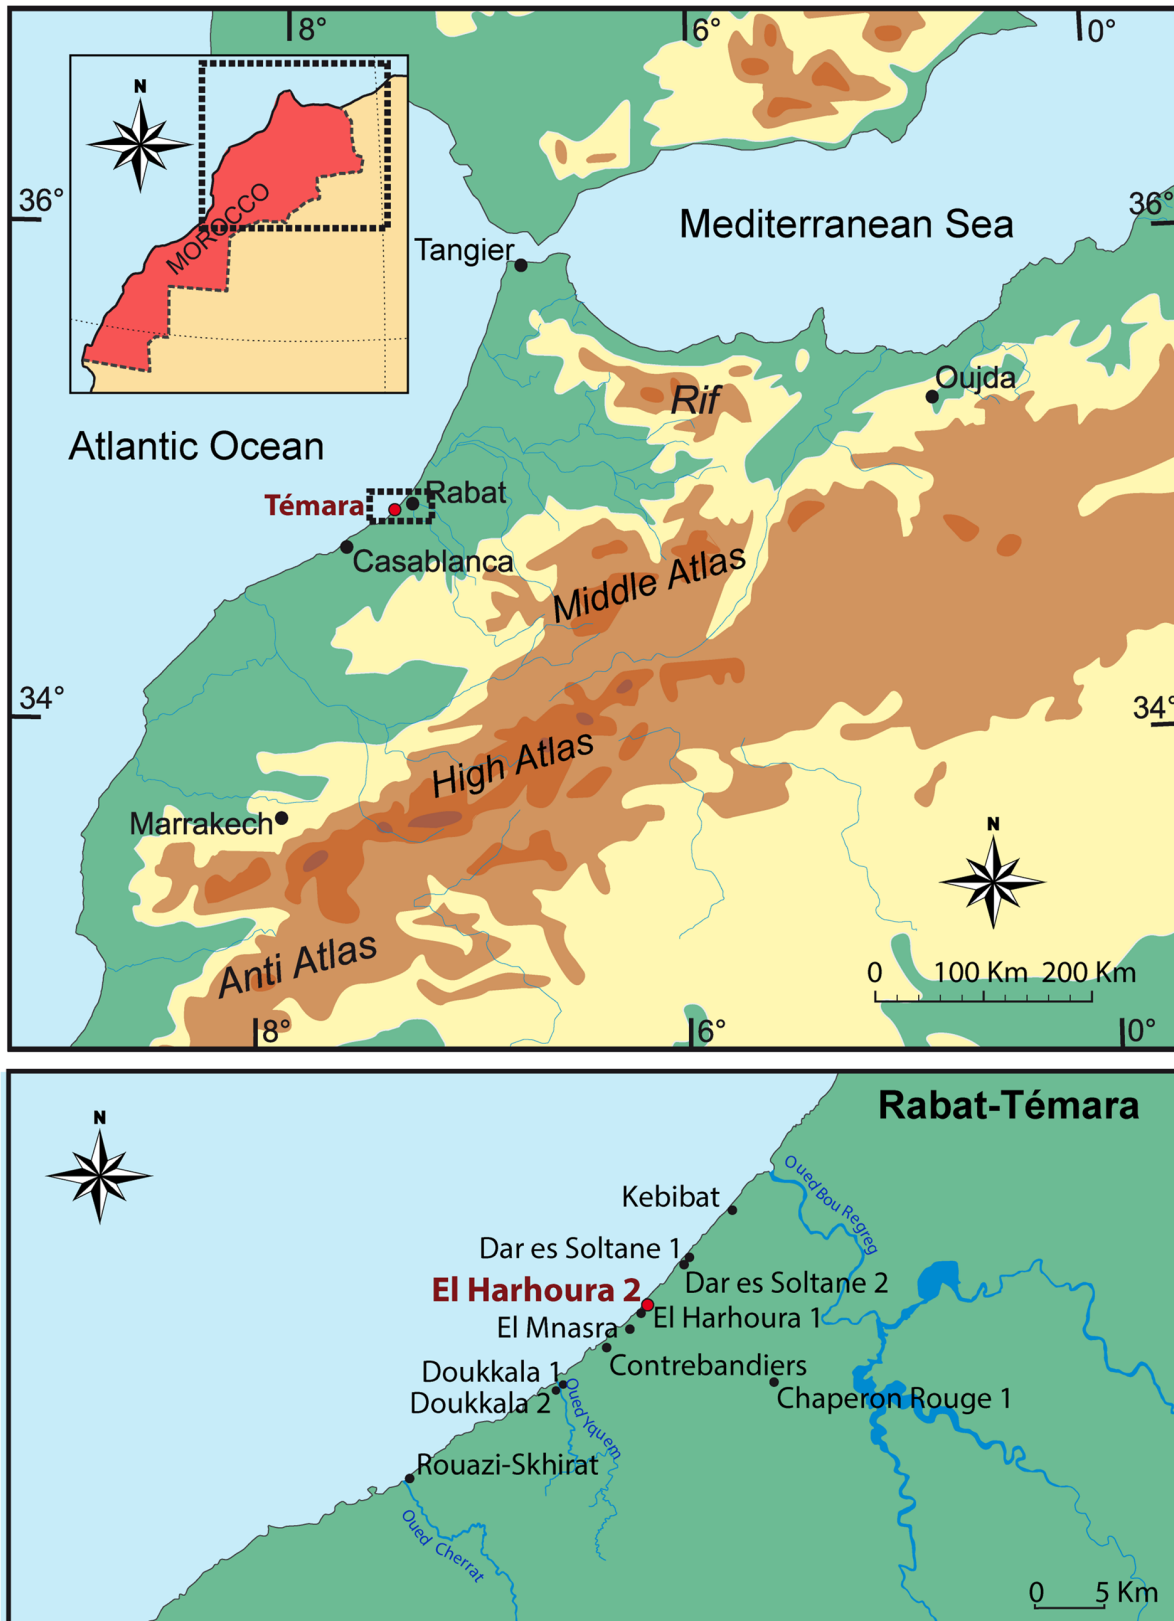 8°
6°
0°
N
MOROCCO
36°
36°
Mediterranean Sea
Tangier
Oujda
Rif
Atlantic Ocean
Rabat
Témara
Casablanca
Middle Atlas
34°
34°
High Atlas
Marrakech
N
Anti Atlas
0 100 Km 200 Km
8°
6°
0°
Rabat-Témara
N
Oued Bou Regreg
Kebibat
Dar es Soltane 1
Dar es Soltane 2
El Harhoura 2
El Harhoura 1
El Mnasra
Contrebandiers
Doukkala 1
Chaperon Rouge 1
Doukkala 2
Oued Yquem
Rouazi-Skhirat
Oued Cherrat
0 5 Km